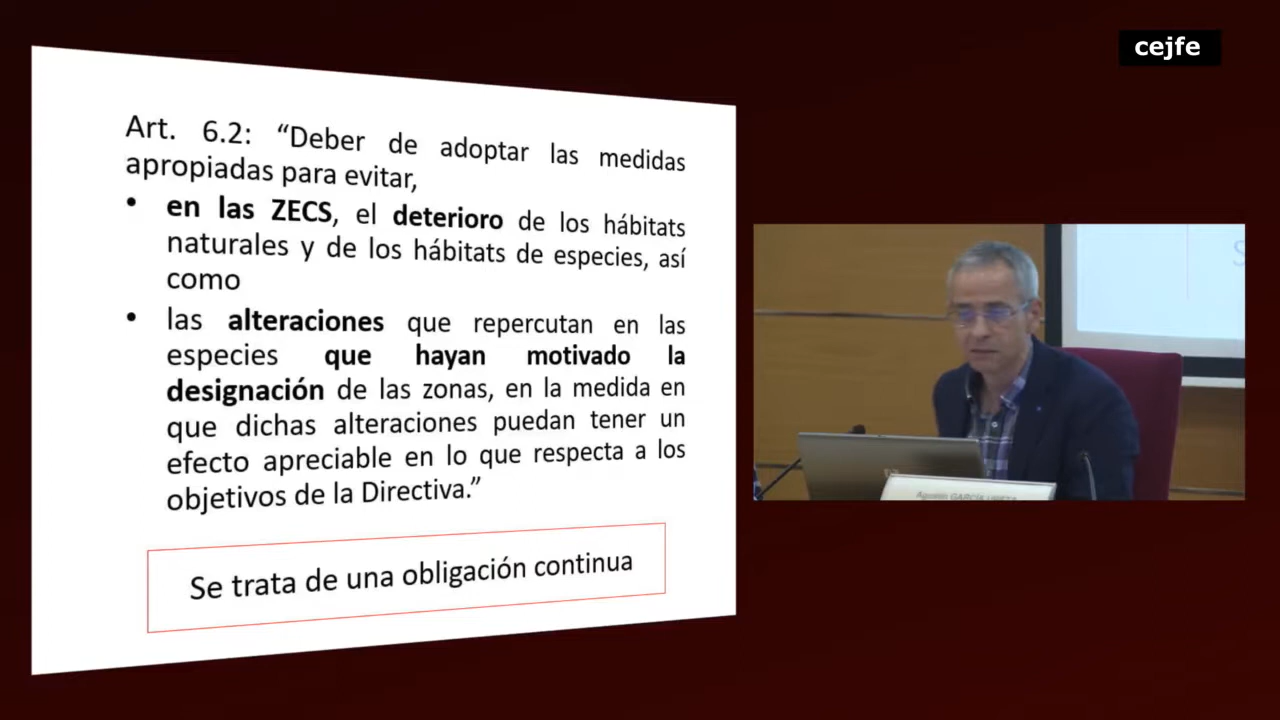 cejfe
Art. 6.2: “Deber de adoptar las medidas
apropiadas para evitar,
• en las ZECS, el deterioro de los hábitats
naturales y de los hábitats de especies, así
como
• las alteraciones que repercutan en las
especies que hayan motivado la
designación de las zonas, en la medida en
que dichas alteraciones puedan tener un
efecto apreciable en lo que respecta a los
objetivos de la Directiva.”
Se trata de una obligación continua
Agustín GARCÍA